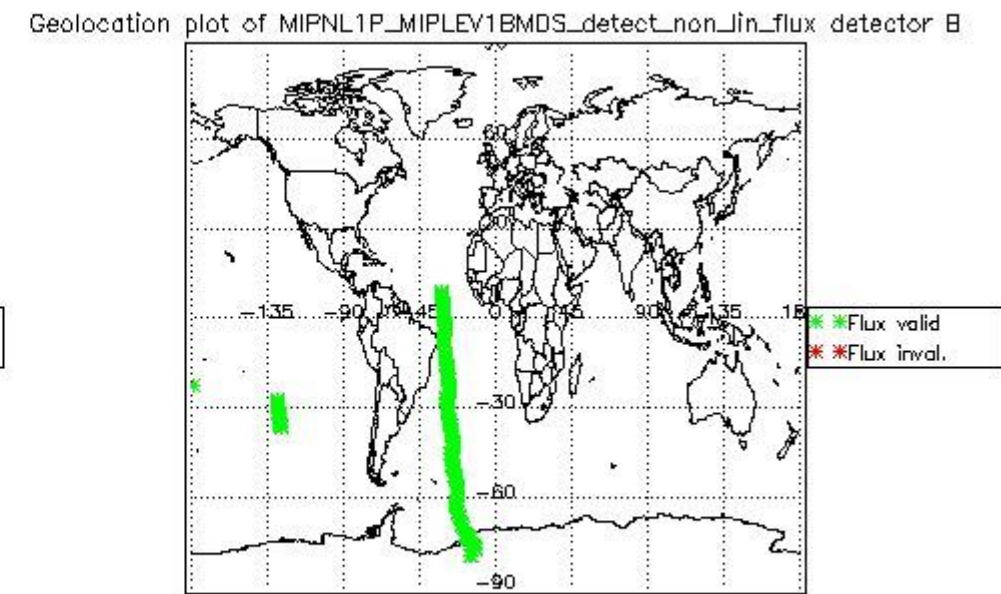 Geolocation plot of MIPNL1P_MIPLEV1BMDS_detect_non_lin_flux detector B
60
-135 -90 -45 0 45 90 135
Flux valid
Flux inval.
-30
-60
-90